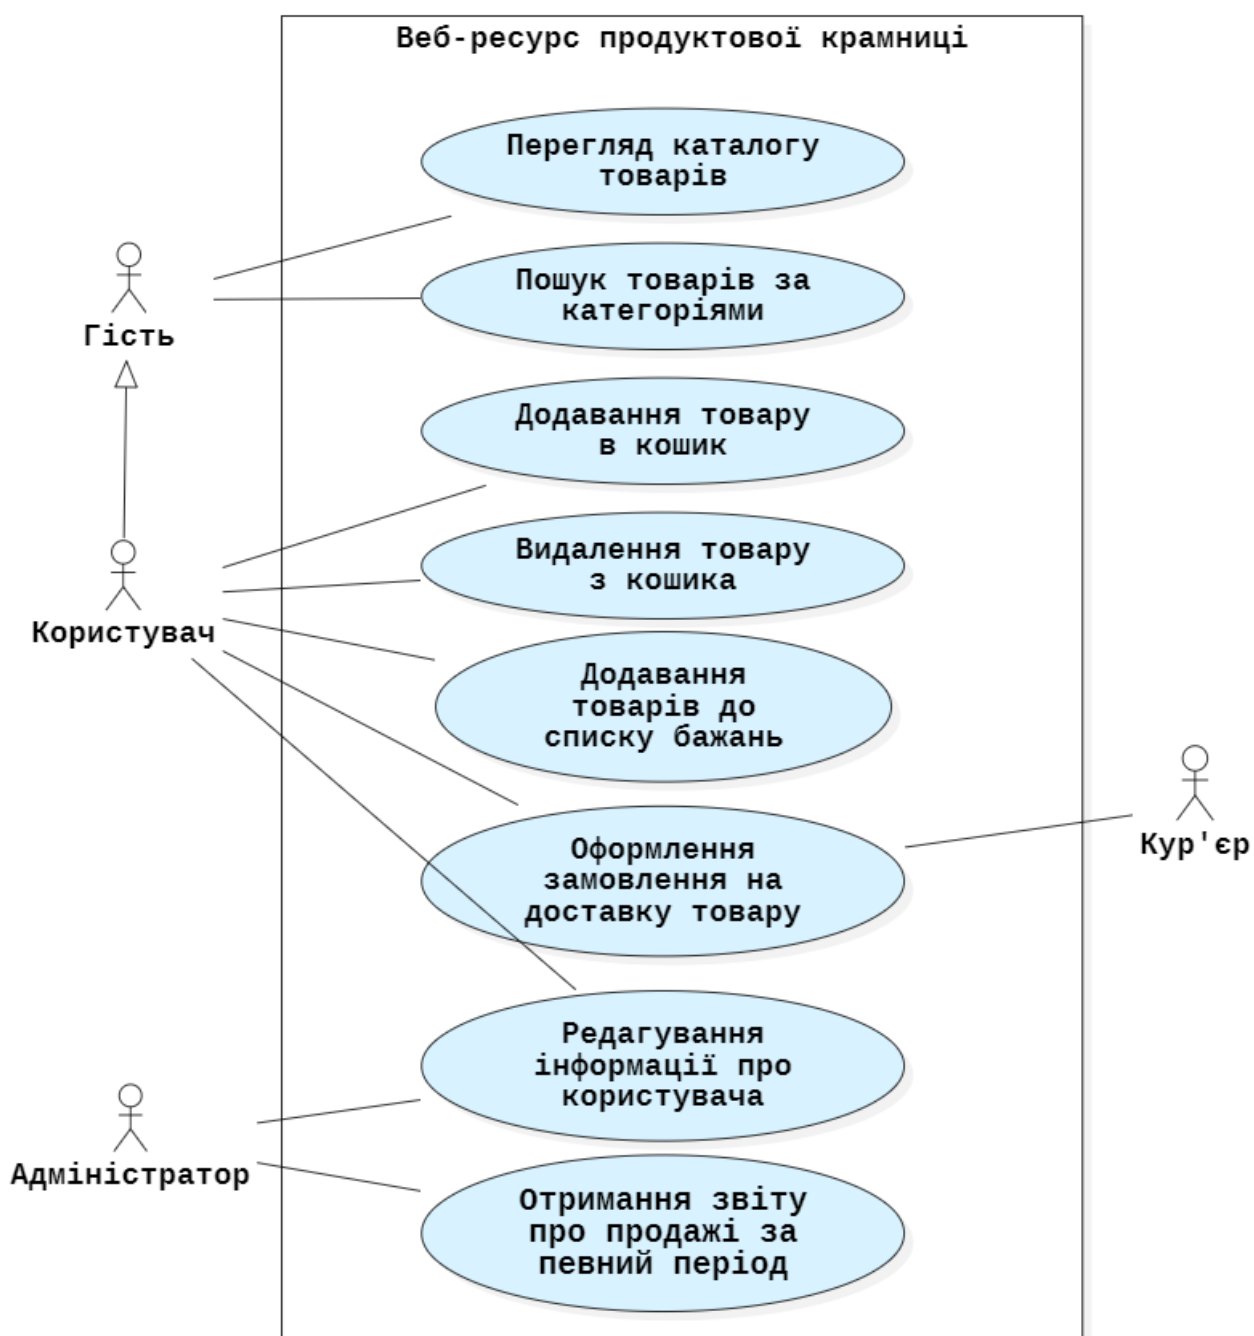 Веб-ресурс продуктової крамниці
Перегляд каталогу
товарів
Гість
Пошук товарів за
категоріями
Додавання товару
в кошик
Користувач
Видалення товару
з кошика
Додавання
товарів до
списку бажань
Оформлення
замовлення на
доставку товару
Кур'єр
Редагування
інформації про
користувача
Адміністратор
Отримання звіту
про продажі за
певний період